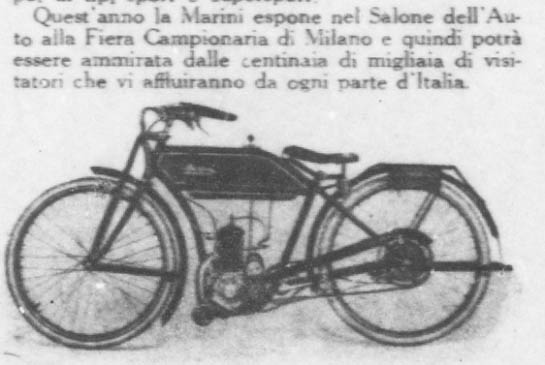 Quest'anno la Marini espone nel Salone dell'Au-
to alla Fiera Campionaria di Milano e quindi potrà
essere ammirata dalle centinaia di migliaia di visi-
tatori che vi affluiranno da ogni parte d'Italia.